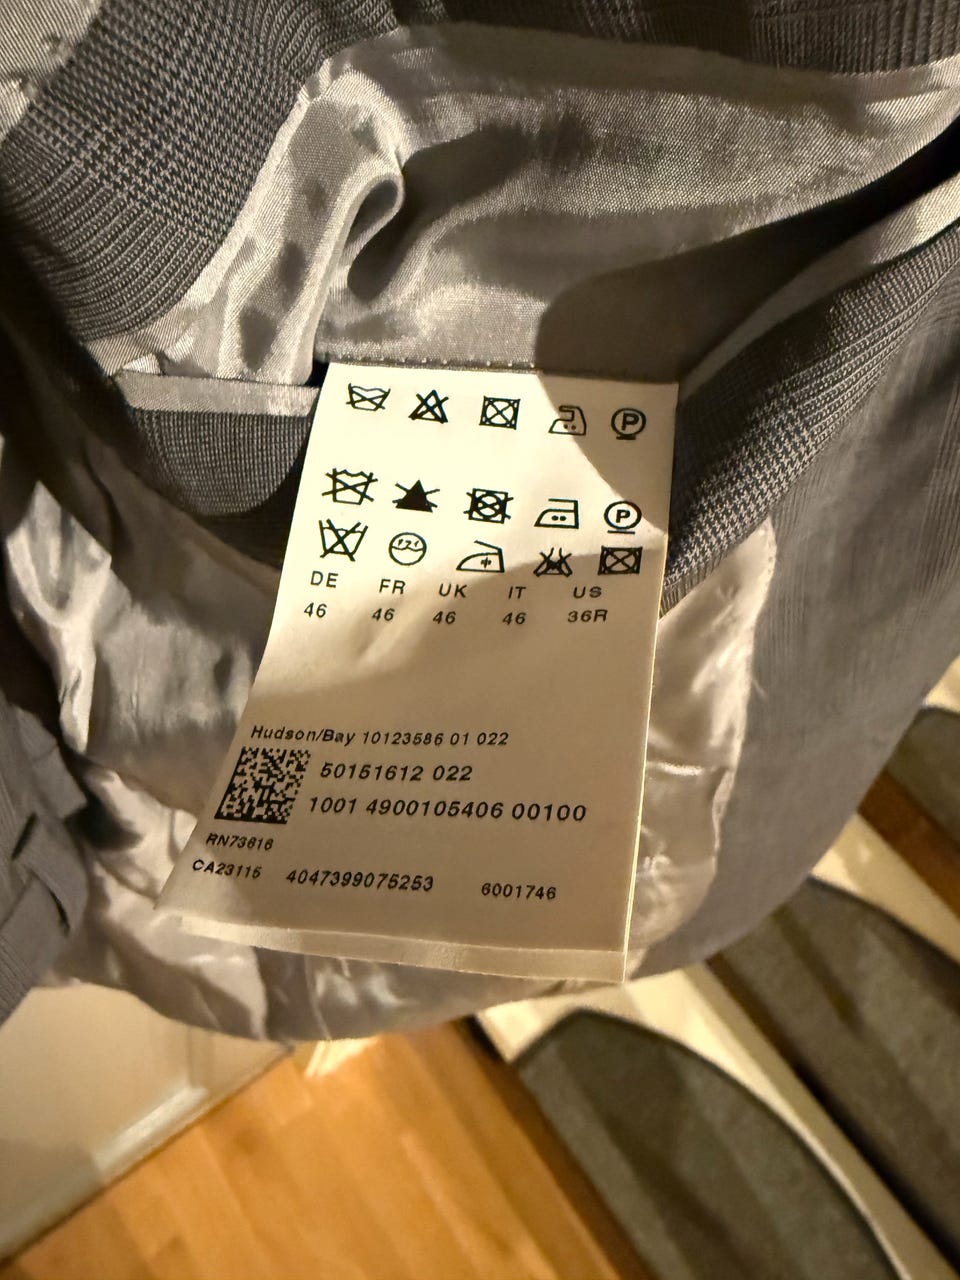 DE FR UK IT US
46 46 46 46 36R
Hudson/Bay 10123586 01 022
50151612 022
1001 4900105406 00100
RN73616
CA23115 4047399075253 6001746